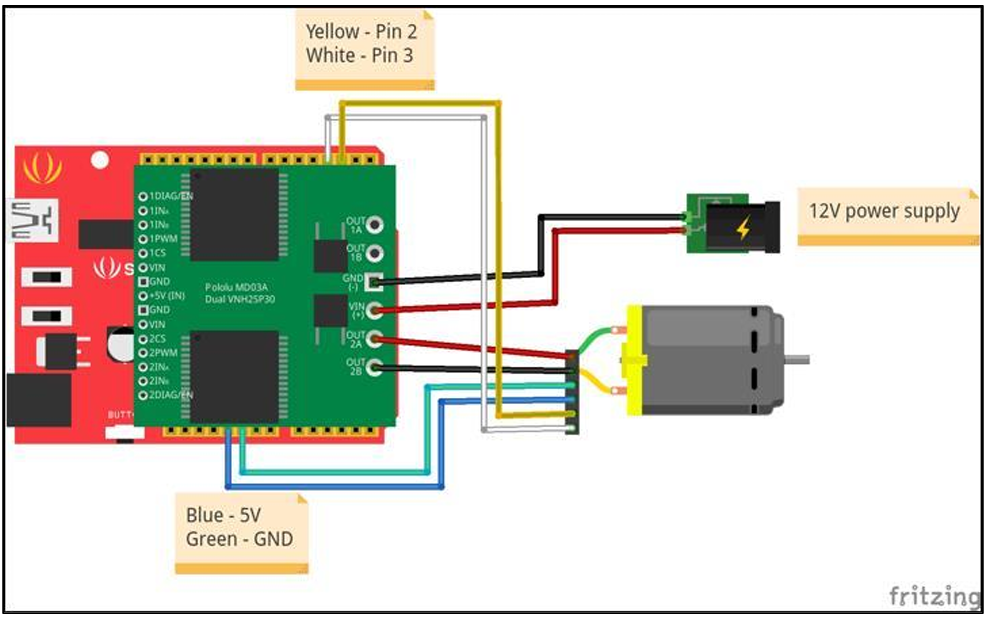 Yellow - Pin 2
White - Pin 3
1DIAG/EN
1INA
1INB
1PWM
1CS
VIN
GND
+5V (IN)
GND
VIN
2CS
2PWM
2INA
2INB
2DIAG/EN
S
BUTT
Pololu MD03A
Dual VNH2SP30
OUT
1A
OUT
1B
GND
(-)
VIN
(+)
OUT
2A
OUT
2B
12V power supply
Blue - 5V
Green - GND
fritzing